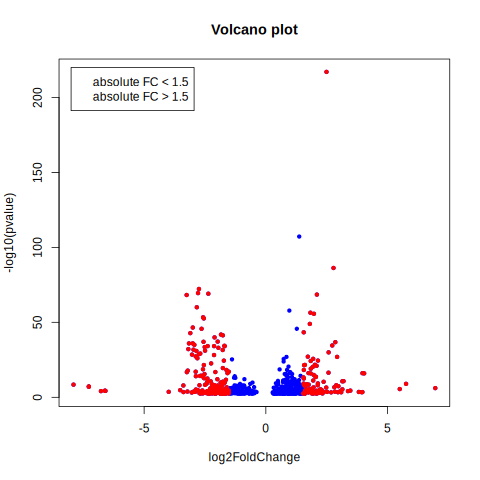 Volcano plot
absolute FC < 1.5
absolute FC > 1.5
-log10(pvalue)
200
150
100
50
0
-5
0
5
log2FoldChange